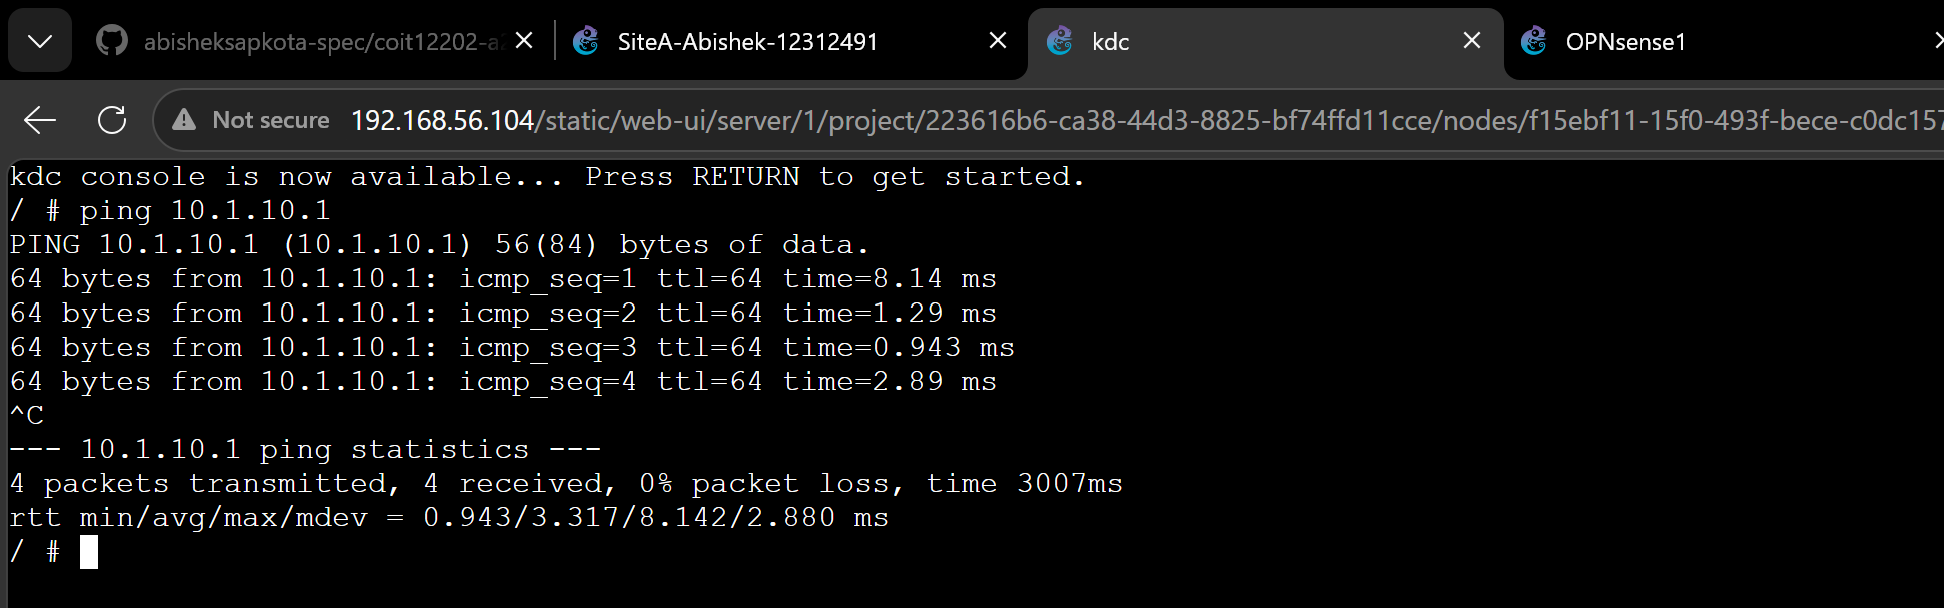 abisheksapkota-spec/coit12202-a
SiteA-Abishek-12312491
kdc
OPNsense1
Not secure 192.168.56.104/static/web-ui/server/1/project/223616b6-ca38-44d3-8825-bf74ffd11cce/nodes/f15ebf11-15f0-493f-bece-c0dc157
kdc console is now available... Press RETURN to get started.
/ # ping 10.1.10.1
PING 10.1.10.1 (10.1.10.1) 56(84) bytes of data.
64 bytes from 10.1.10.1: icmp_seq=1 ttl=64 time=8.14 ms
64 bytes from 10.1.10.1: icmp_seq=2 ttl=64 time=1.29 ms
64 bytes from 10.1.10.1: icmp_seq=3 ttl=64 time=0.943 ms
64 bytes from 10.1.10.1: icmp_seq=4 ttl=64 time=2.89 ms
^C
--- 10.1.10.1 ping statistics ---
4 packets transmitted, 4 received, 0% packet loss, time 3007ms
rtt min/avg/max/mdev = 0.943/3.317/8.142/2.880 ms
/ #